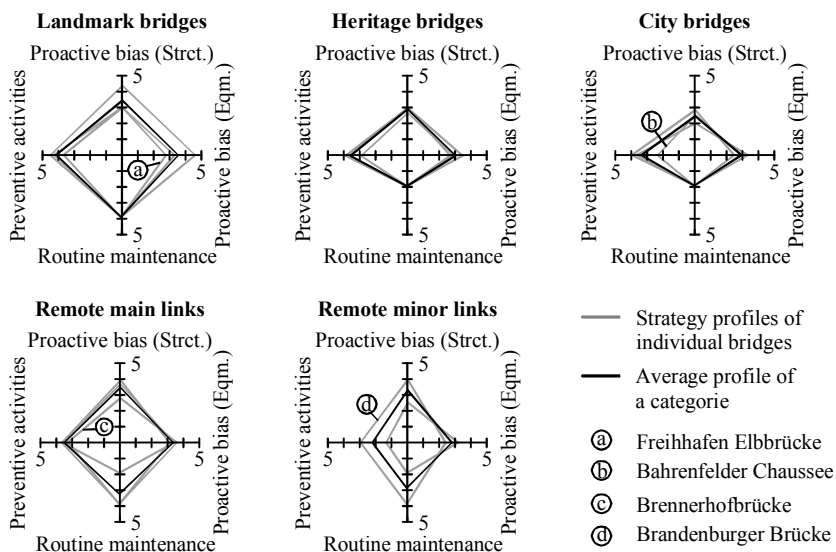 Landmark bridges
Proactive bias (Strct.)
5
Preventive activities
Proactive bias (Eqm.)
5
5
a
5
Routine maintenance
Heritage bridges
Proactive bias (Strct.)
5
Preventive activities
Proactive bias (Eqm.)
5
5
5
Routine maintenance
City bridges
Proactive bias (Strct.)
5
Preventive activities
Proactive bias (Eqm.)
b
5
5
5
Routine maintenance
Remote main links
Proactive bias (Strct.)
5
Preventive activities
Proactive bias (Eqm.)
c
5
5
5
Routine maintenance
Remote minor links
Proactive bias (Strct.)
5
Preventive activities
Proactive bias (Eqm.)
d
5
5
5
Routine maintenance
Strategy profiles of
individual bridges
Average profile of
a categorie
a Freihhafen Elbbrücke
b Bahrenfelder Chaussee
c Brennerhofbrücke
d Brandenburger Brücke